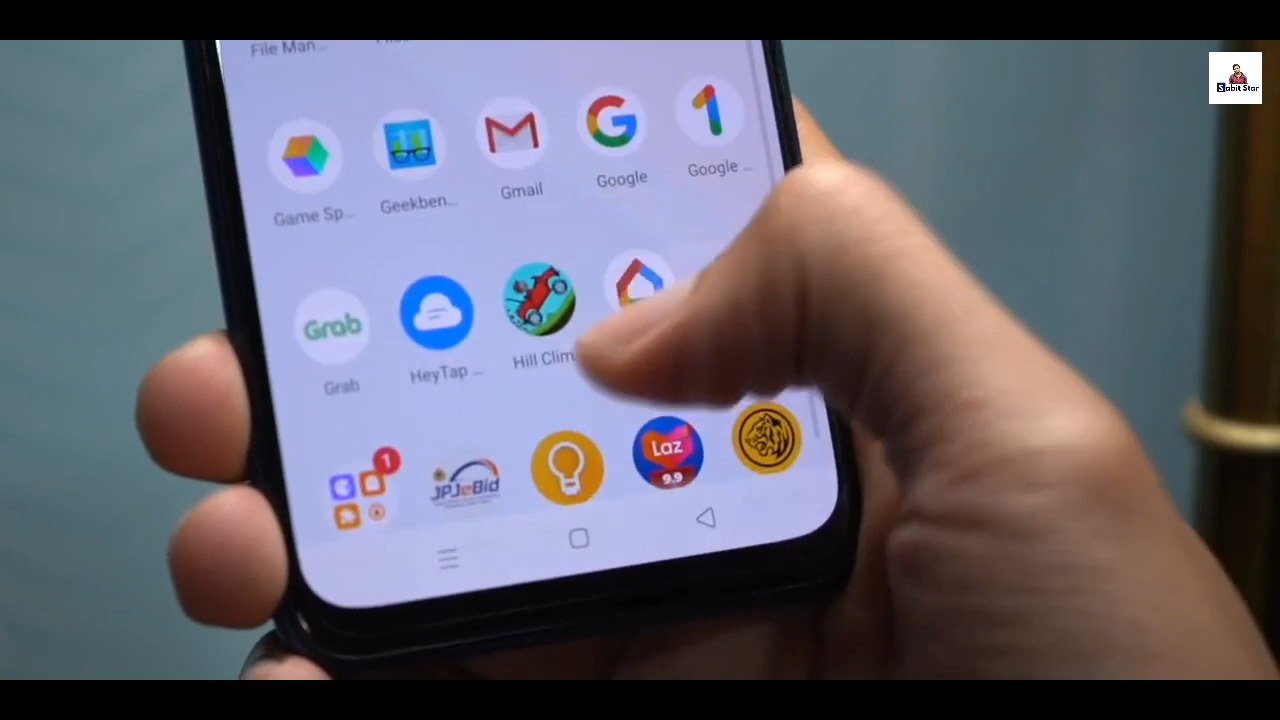 Sabit Star
File Man...
Game Sp...
Geekben...
Gmail
Google
Google ...
Grab
Grab
HeyTap ...
Hill Clim
1
JPJeBid
Laz
9.9